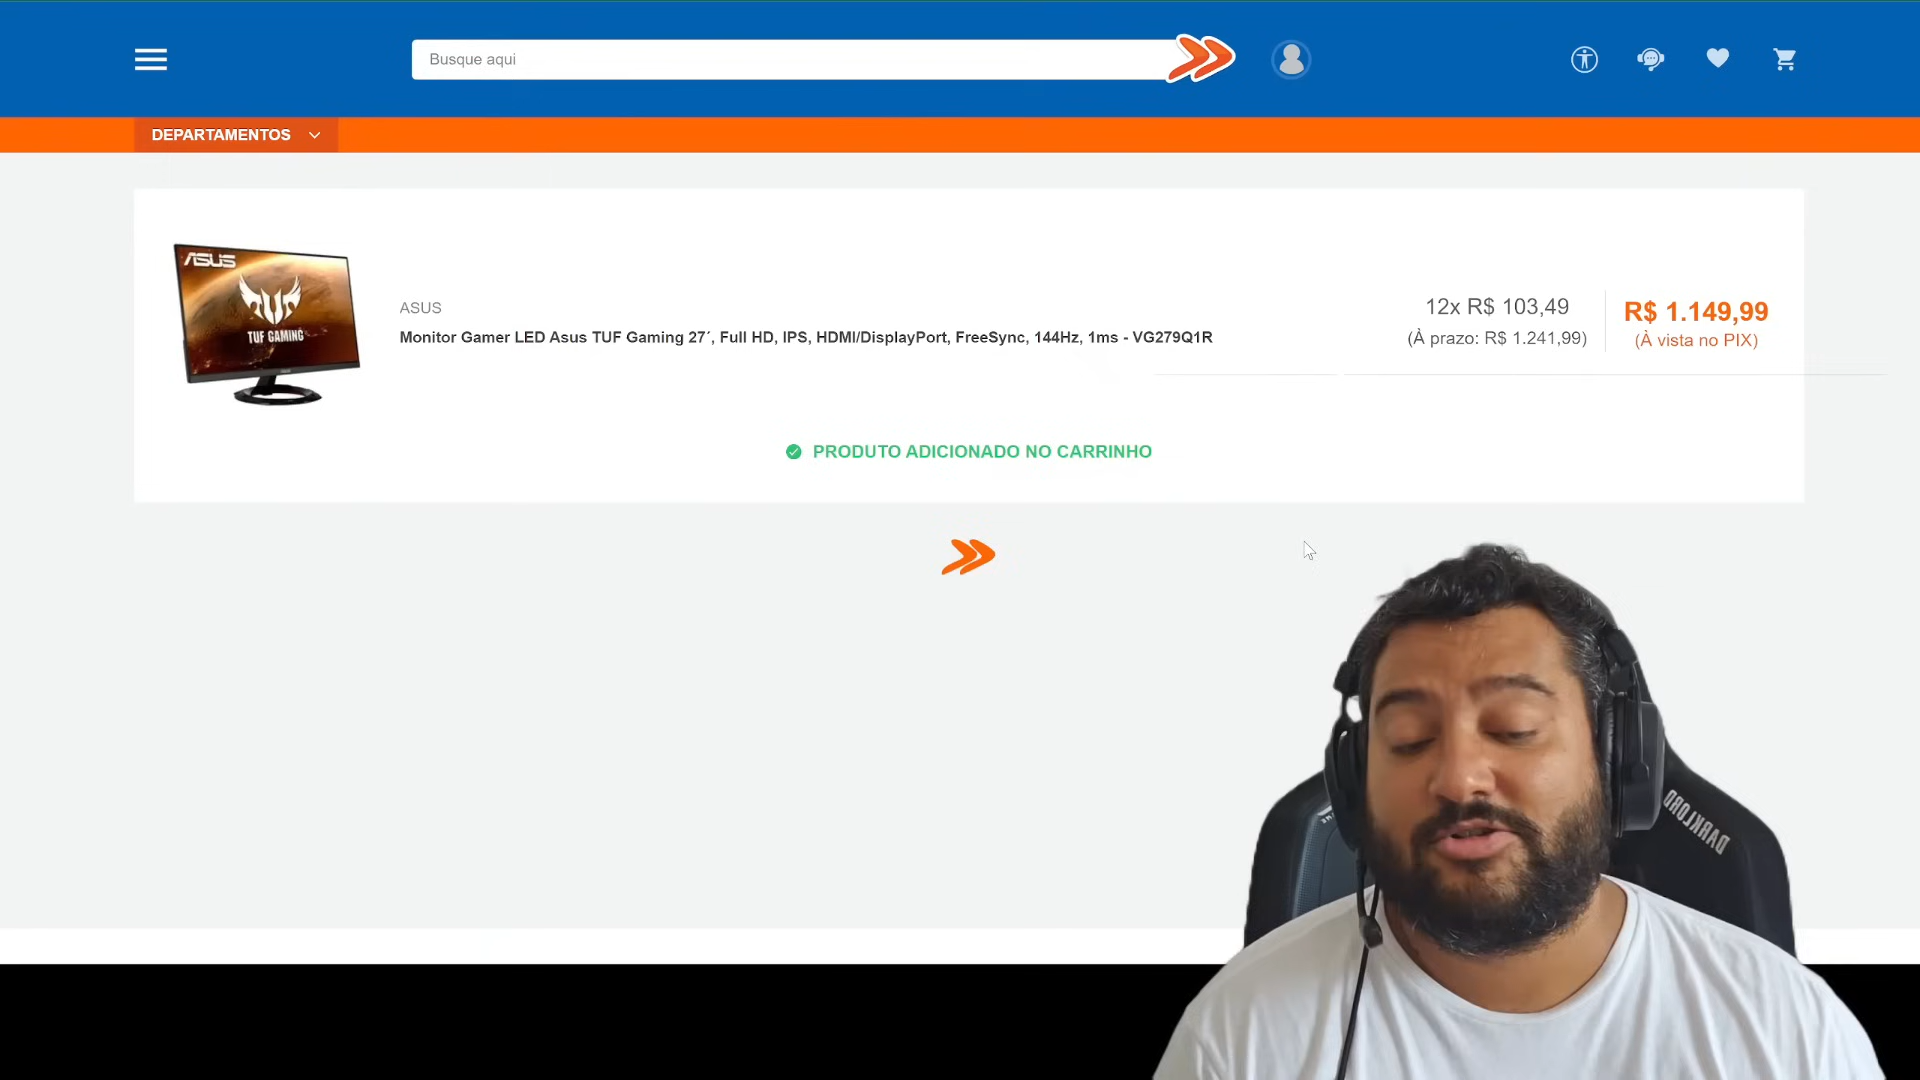 Busque aqui
DEPARTAMENTOS
ASUS
TUF GAMING
ASUS
Monitor Gamer LED Asus TUF Gaming 27´, Full HD, IPS, HDMI/DisplayPort, FreeSync, 144Hz, 1ms - VG279Q1R
12x R$ 103,49
(À prazo: R$ 1.241,99)
R$ 1.149,99
(À vista no PIX)
PRODUTO ADICIONADO NO CARRINHO
DARKLORD